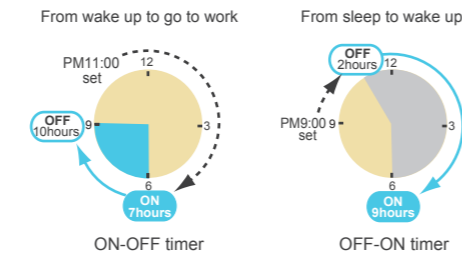 From wake up to go to work
PM11:00
set
12
3
6
9
OFF
10hours
ON
7hours
ON-OFF timer
From sleep to wake up
OFF
2hours
12
PM9:00
set
9
3
6
ON
9hours
OFF-ON timer